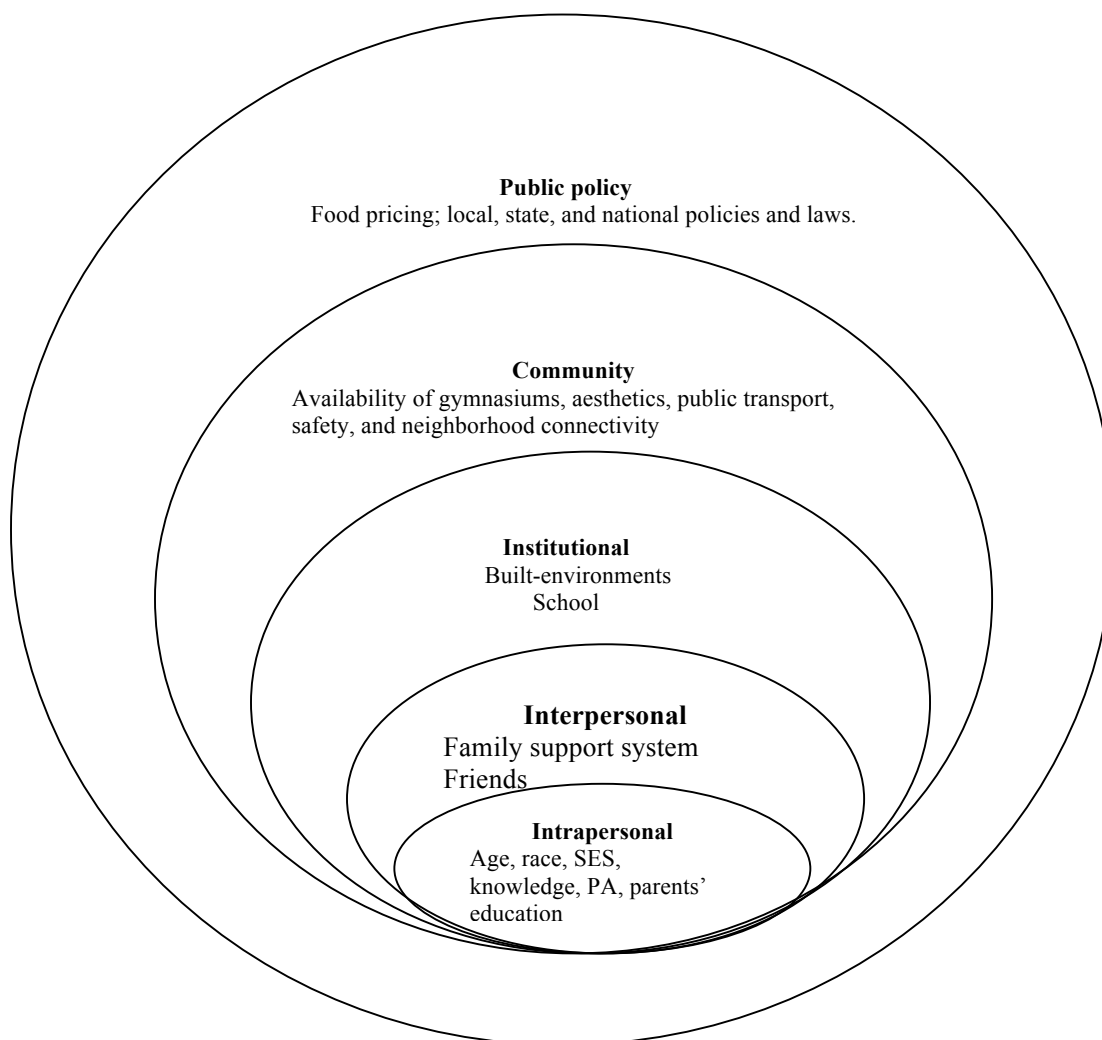 Public policy
Food pricing; local, state, and national policies and laws.
Community
Availability of gymnasiums, aesthetics, public transport,
safety, and neighborhood connectivity
Institutional
Built-environments
School
Interpersonal
Family support system
Friends
Intrapersonal
Age, race, SES,
knowledge, PA, parents’
education